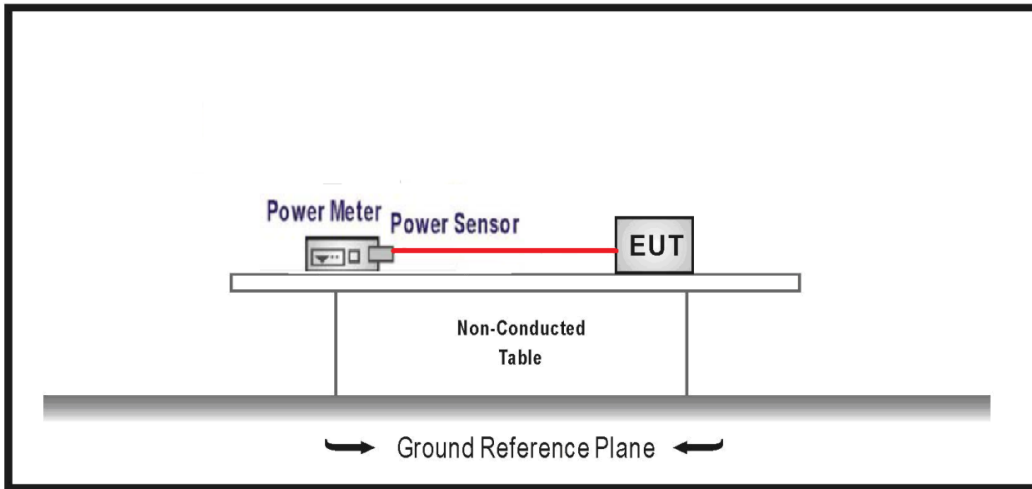 Power Meter
Power Sensor
EUT
Non-Conducted
Table
Ground Reference Plane